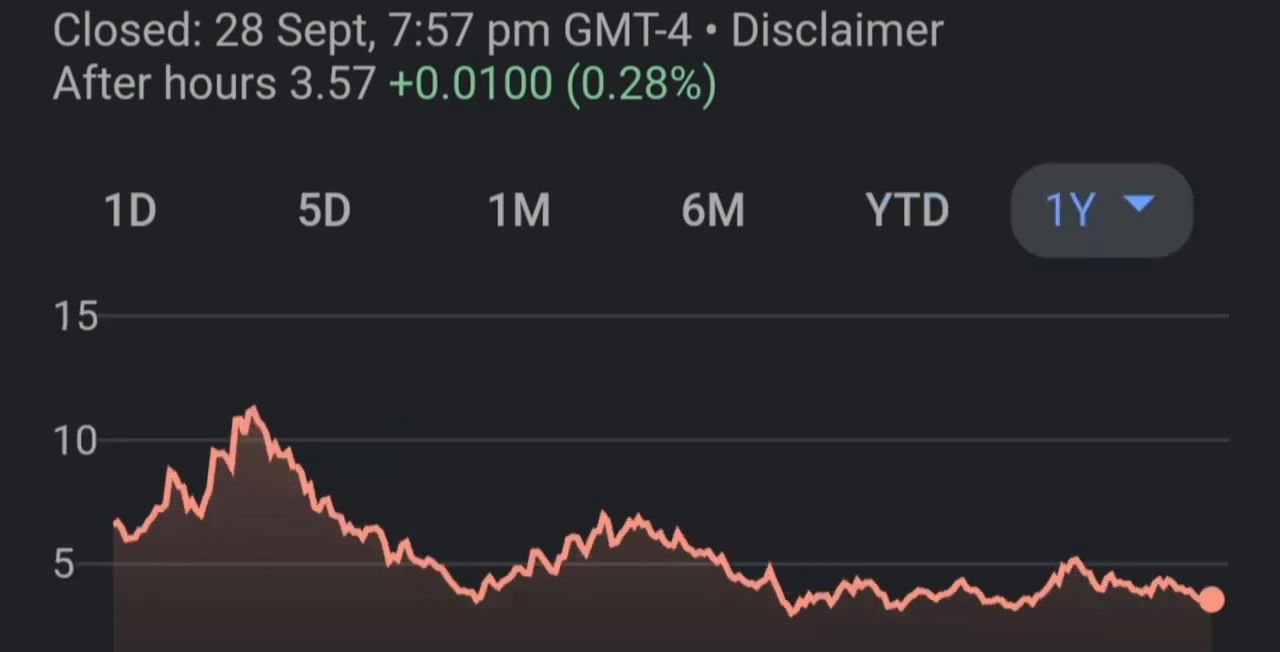 Closed: 28 Sept, 7:57 pm GMT-4 • Disclaimer
After hours 3.57 +0.0100 (0.28%)
1D 5D 1M 6M YTD 1Y
15
10
5